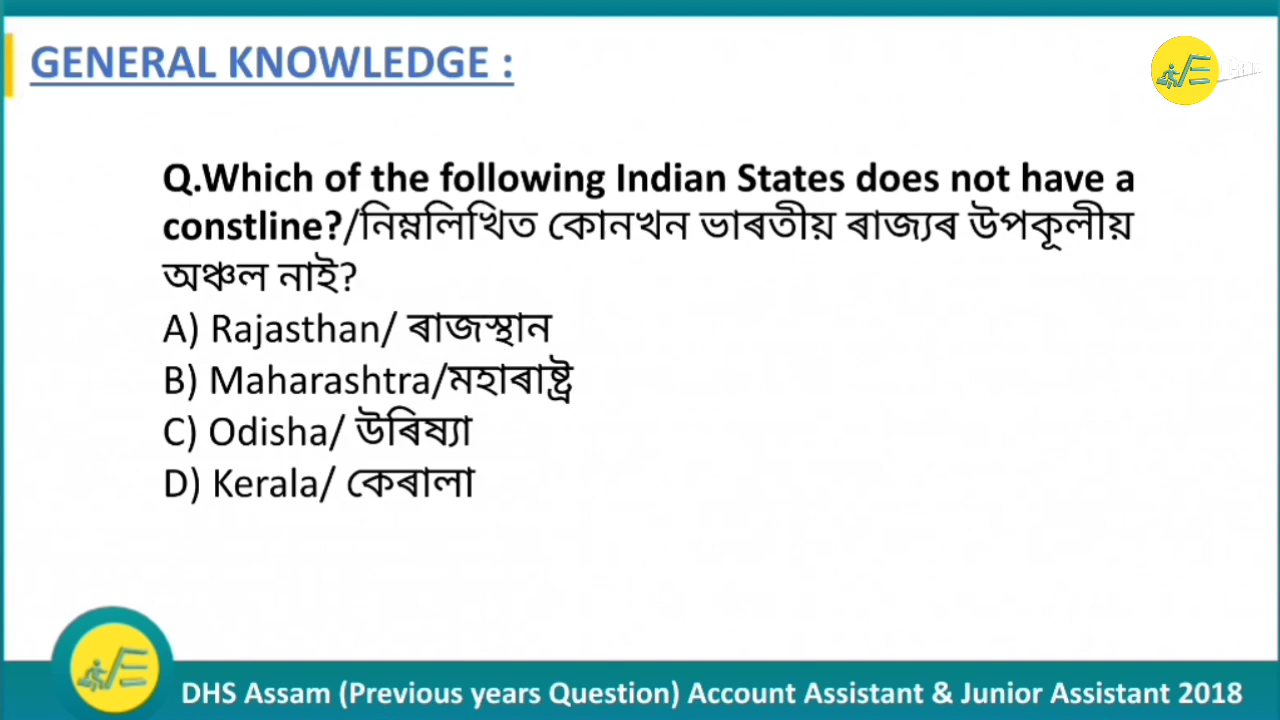 GENERAL KNOWLEDGE :
Q.Which of the following Indian States does not have a
constline?/নিম্নলিখিত কোনখন ভাৰতীয় ৰাজ্যৰ উপকূলীয়
অঞ্চল নাই?
A) Rajasthan/ ৰাজস্থান
B) Maharashtra/মহাৰাষ্ট্ৰ
C) Odisha/ উৰিষ্যা
D) Kerala/ কেৰালা
DHS Assam (Previous years Question) Account Assistant & Junior Assistant 2018